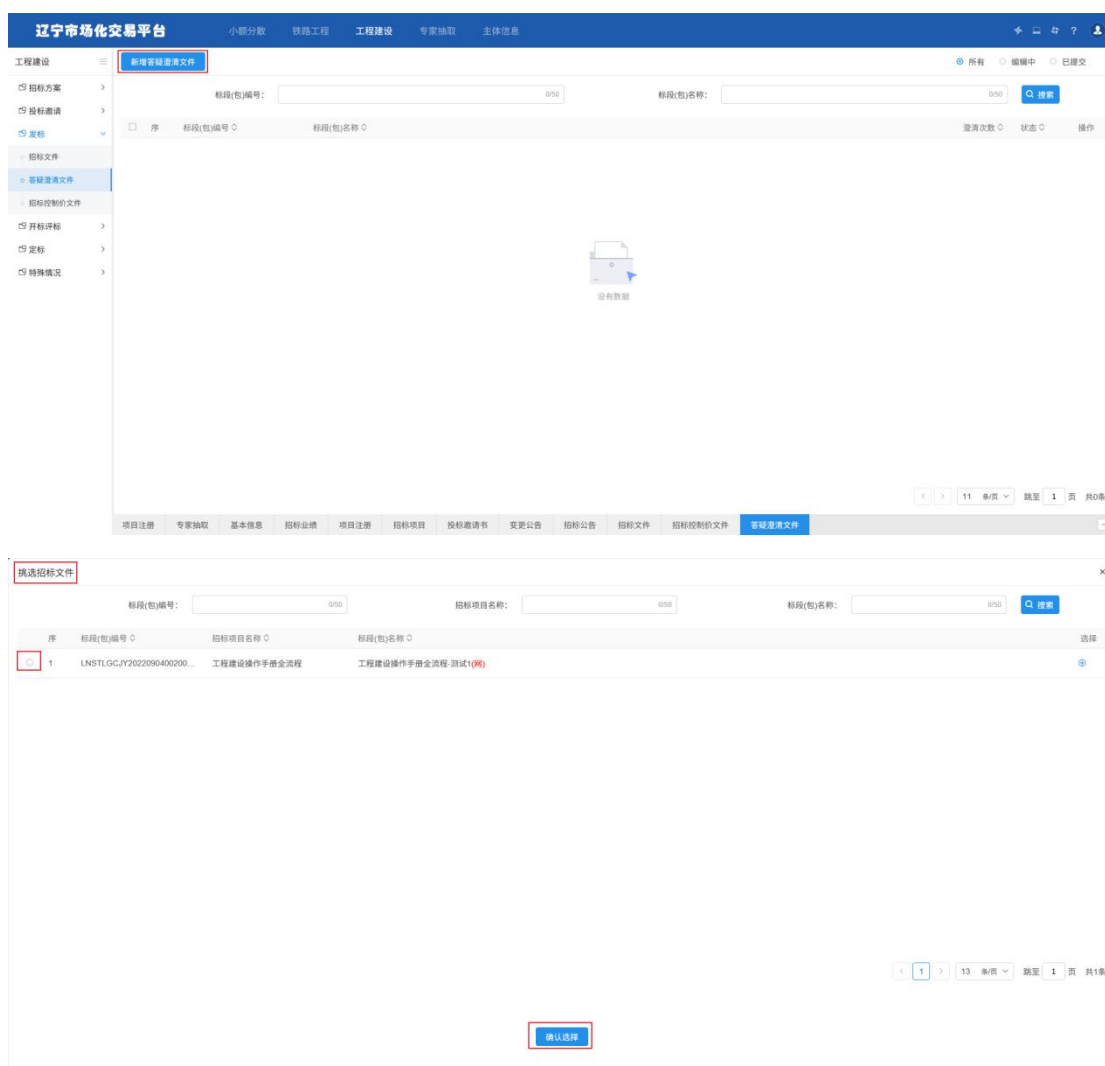 辽宁市场化交易平台 小额分散 铁路工程 工程建设 专家抽取 主体信息 ?
工程建设 新增答疑澄清文件 所有 编辑中 已提交
招标方案
标段(包)编号: 0/50 标段(包)名称: 0/50 搜索
投标邀请
发标
序 标段(包)编号 标段(包)名称 澄清次数 状态 操作
招标文件
答疑澄清文件
招标控制价文件
开标评标
定标
特殊情况
没有数据
< > 11 条/页 跳至 1 页 共0条
项目注册 专家抽取 基本信息 招标业绩 项目注册 招标项目 投标邀请书 变更公告 招标公告 招标文件 招标控制价文件 答疑澄清文件
挑选招标文件 ×
标段(包)编号: 0/50 招标项目名称: 0/50 标段(包)名称: 0/50 搜索
序 标段(包)编号 招标项目名称 标段(包)名称 选择
1 LNSTLGCJY2022090400200... 工程建设操作手册全流程 工程建设操作手册全流程-测试1(网)
< 1 > 13 条/页 跳至 1 页 共1条
确认选择